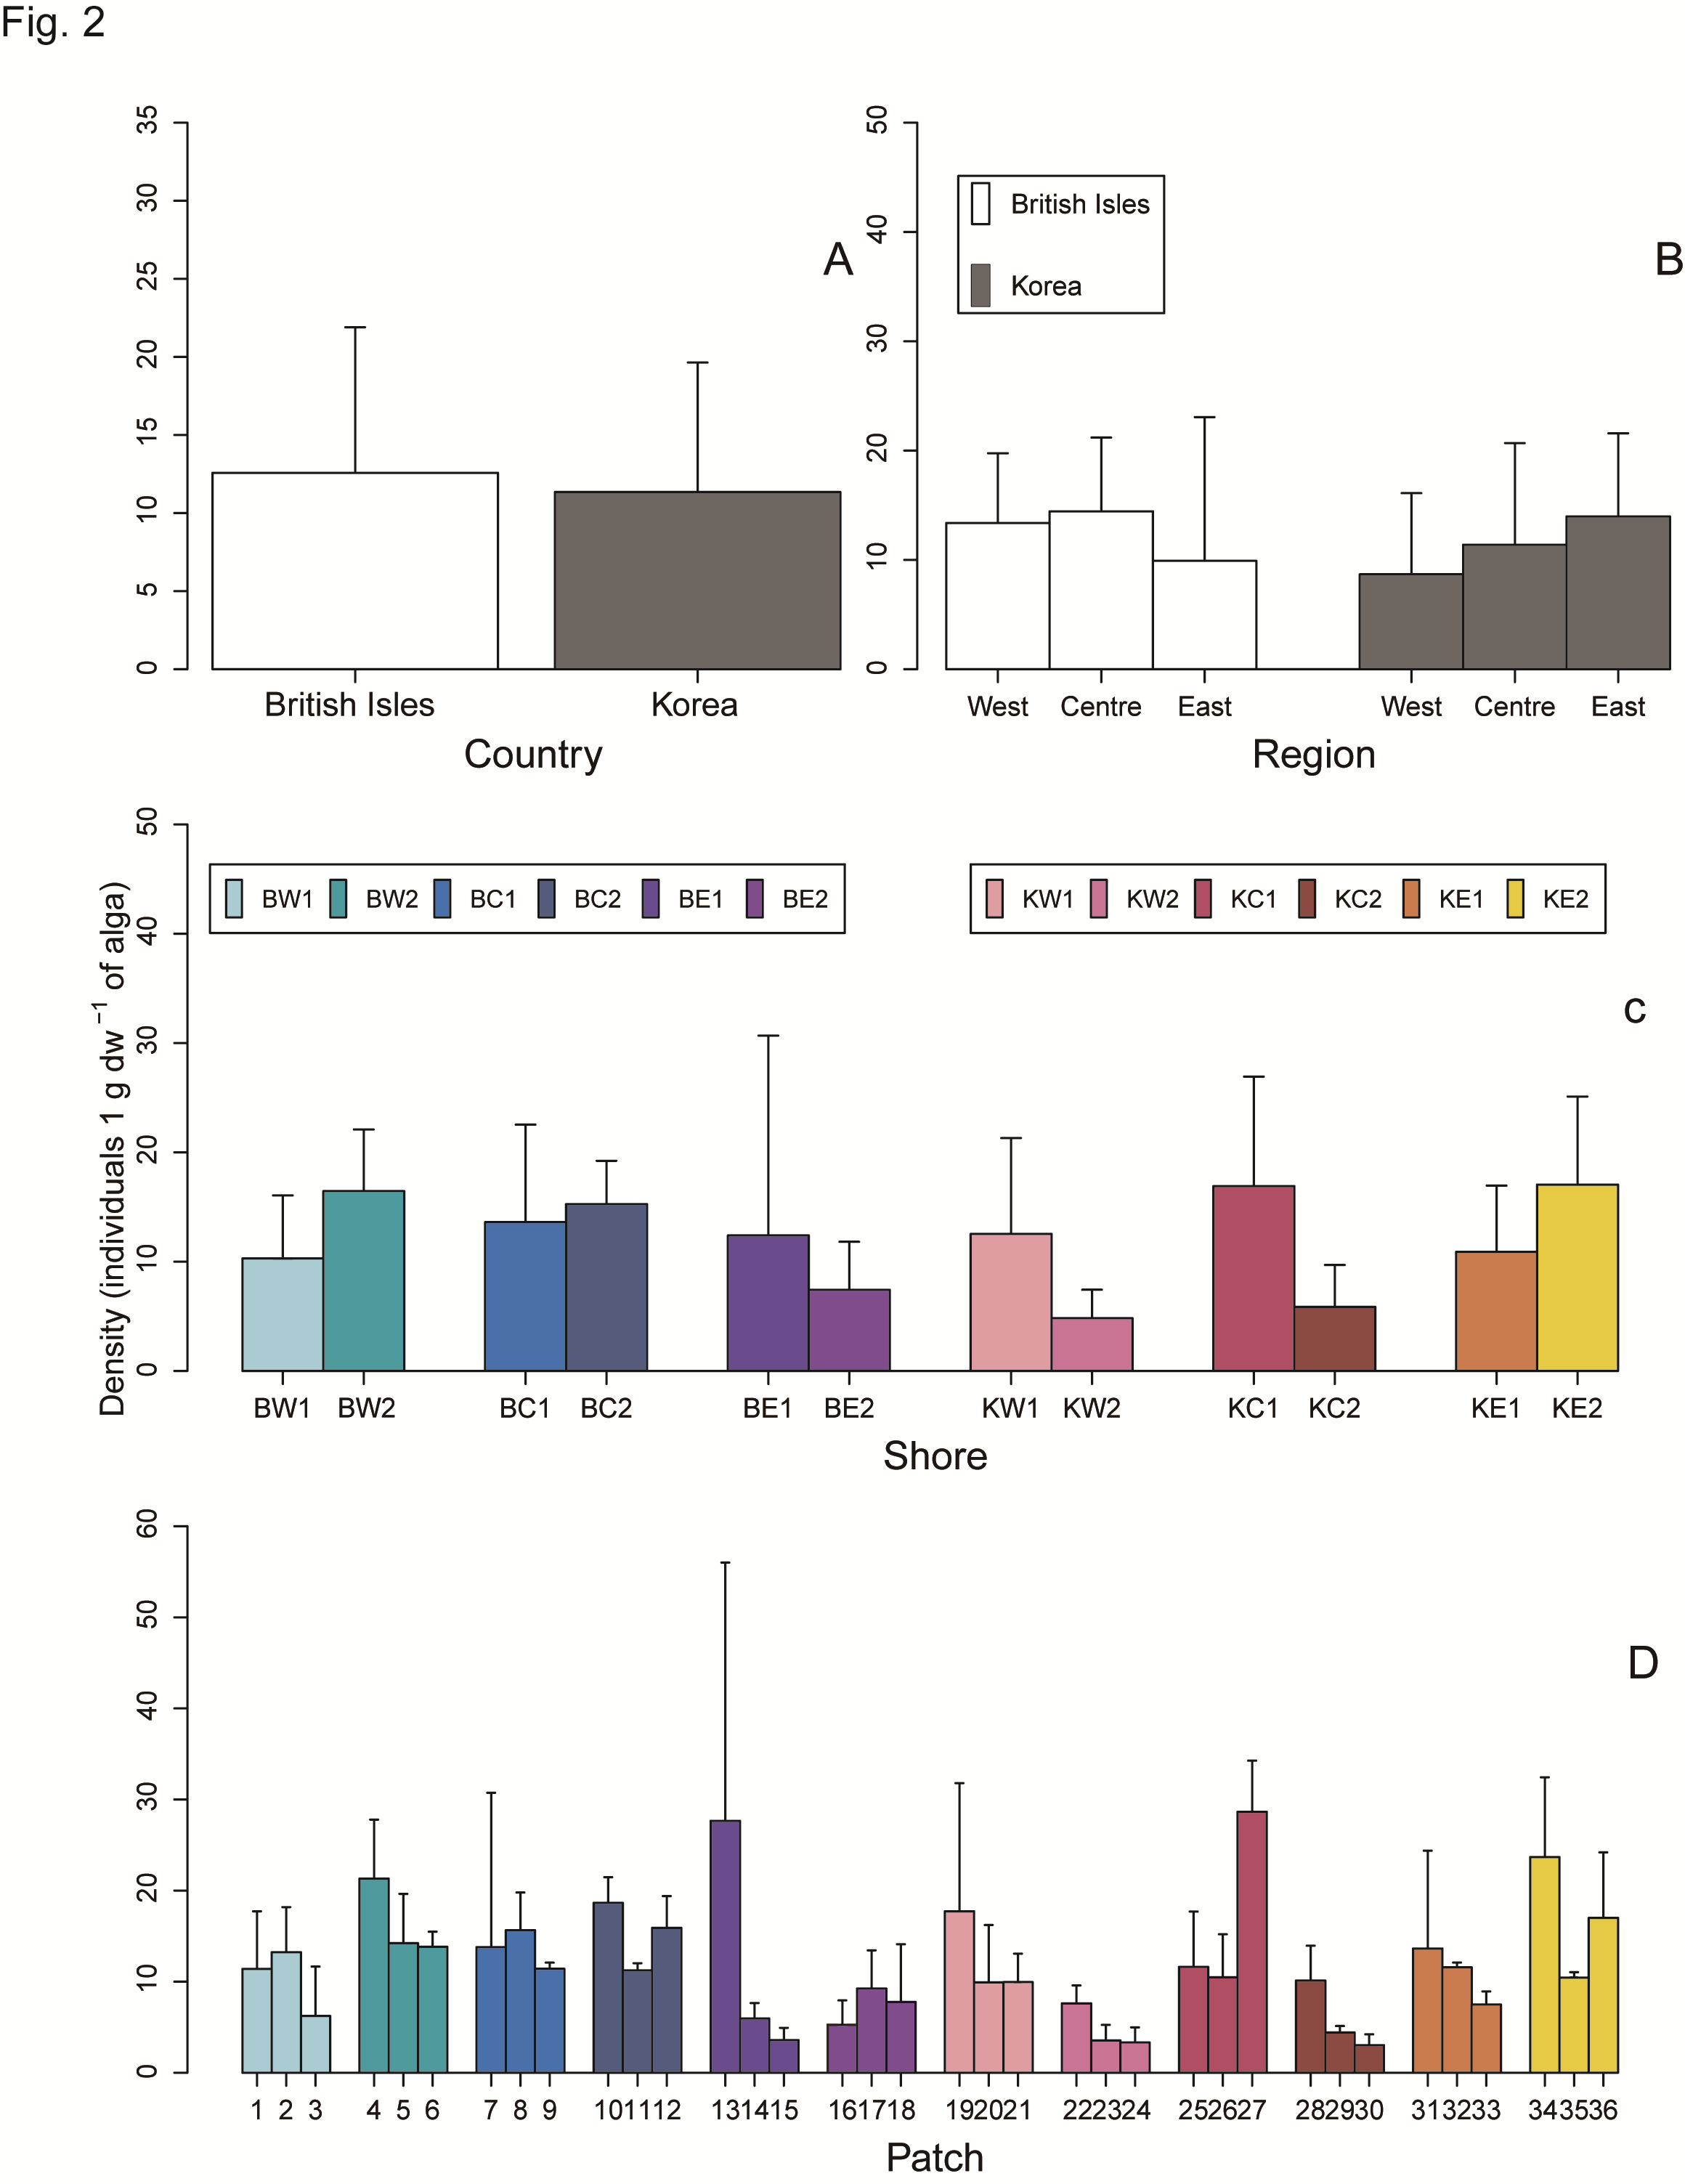 Fig. 2
35
30
25
20
15
10
5
0
A
British Isles
Korea
Country
50
40
30
20
10
0
British Isles
Korea
B
West
Centre
East
West
Centre
East
Region
Density (individuals 1 g dw⁻¹ of alga)
50
40
30
20
10
0
BW1
BW2
BC1
BC2
BE1
BE2
KW1
KW2
KC1
KC2
KE1
KE2
c
BW1
BW2
BC1
BC2
BE1
BE2
KW1
KW2
KC1
KC2
KE1
KE2
Shore
60
50
40
30
20
10
0
D
1 2 3 4 5 6 7 8 9 101112 131415 161718 192021 222324 252627 282930 313233 343536
Patch